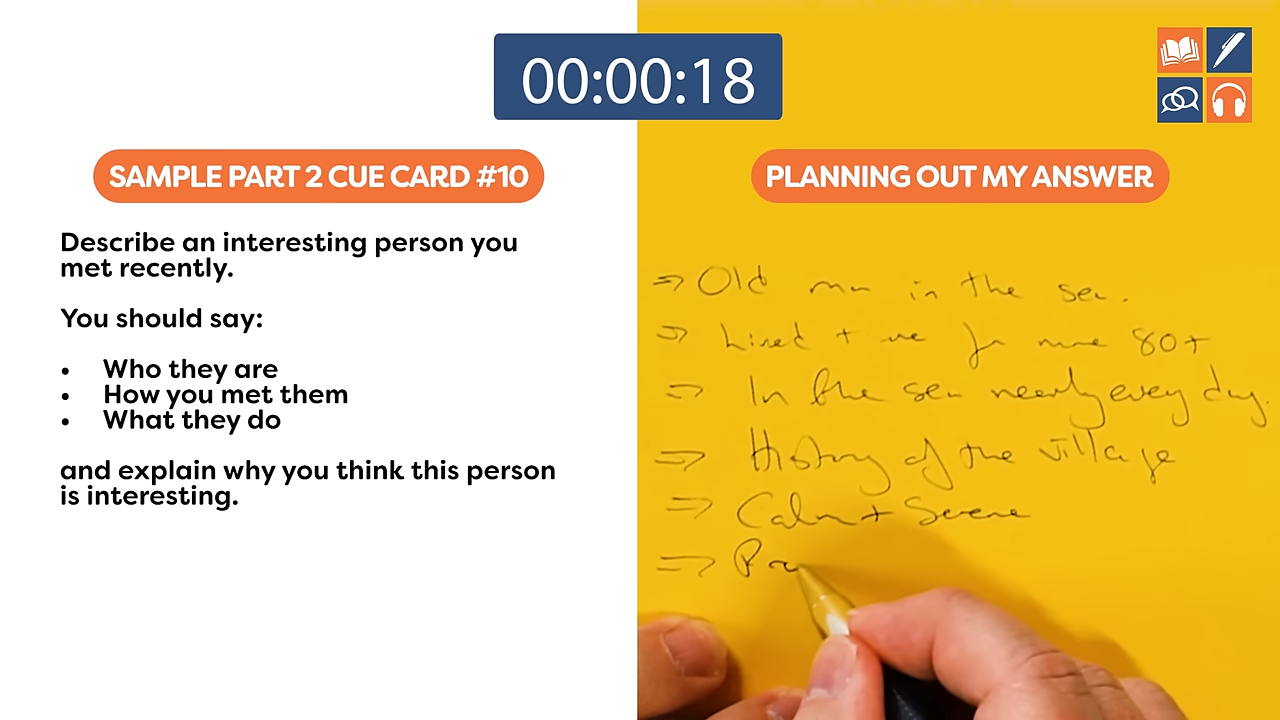 00:00:18
SAMPLE PART 2 CUE CARD #10
Describe an interesting person you
met recently.
You should say:
• Who they are
• How you met them
• What they do
and explain why you think this person
is interesting.
PLANNING OUT MY ANSWER
⇒ Old man in the sea.
⇒ Lived + me for more 80+
⇒ In the sea nearly every day.
⇒ History of the village
⇒ Calm + Serene
⇒